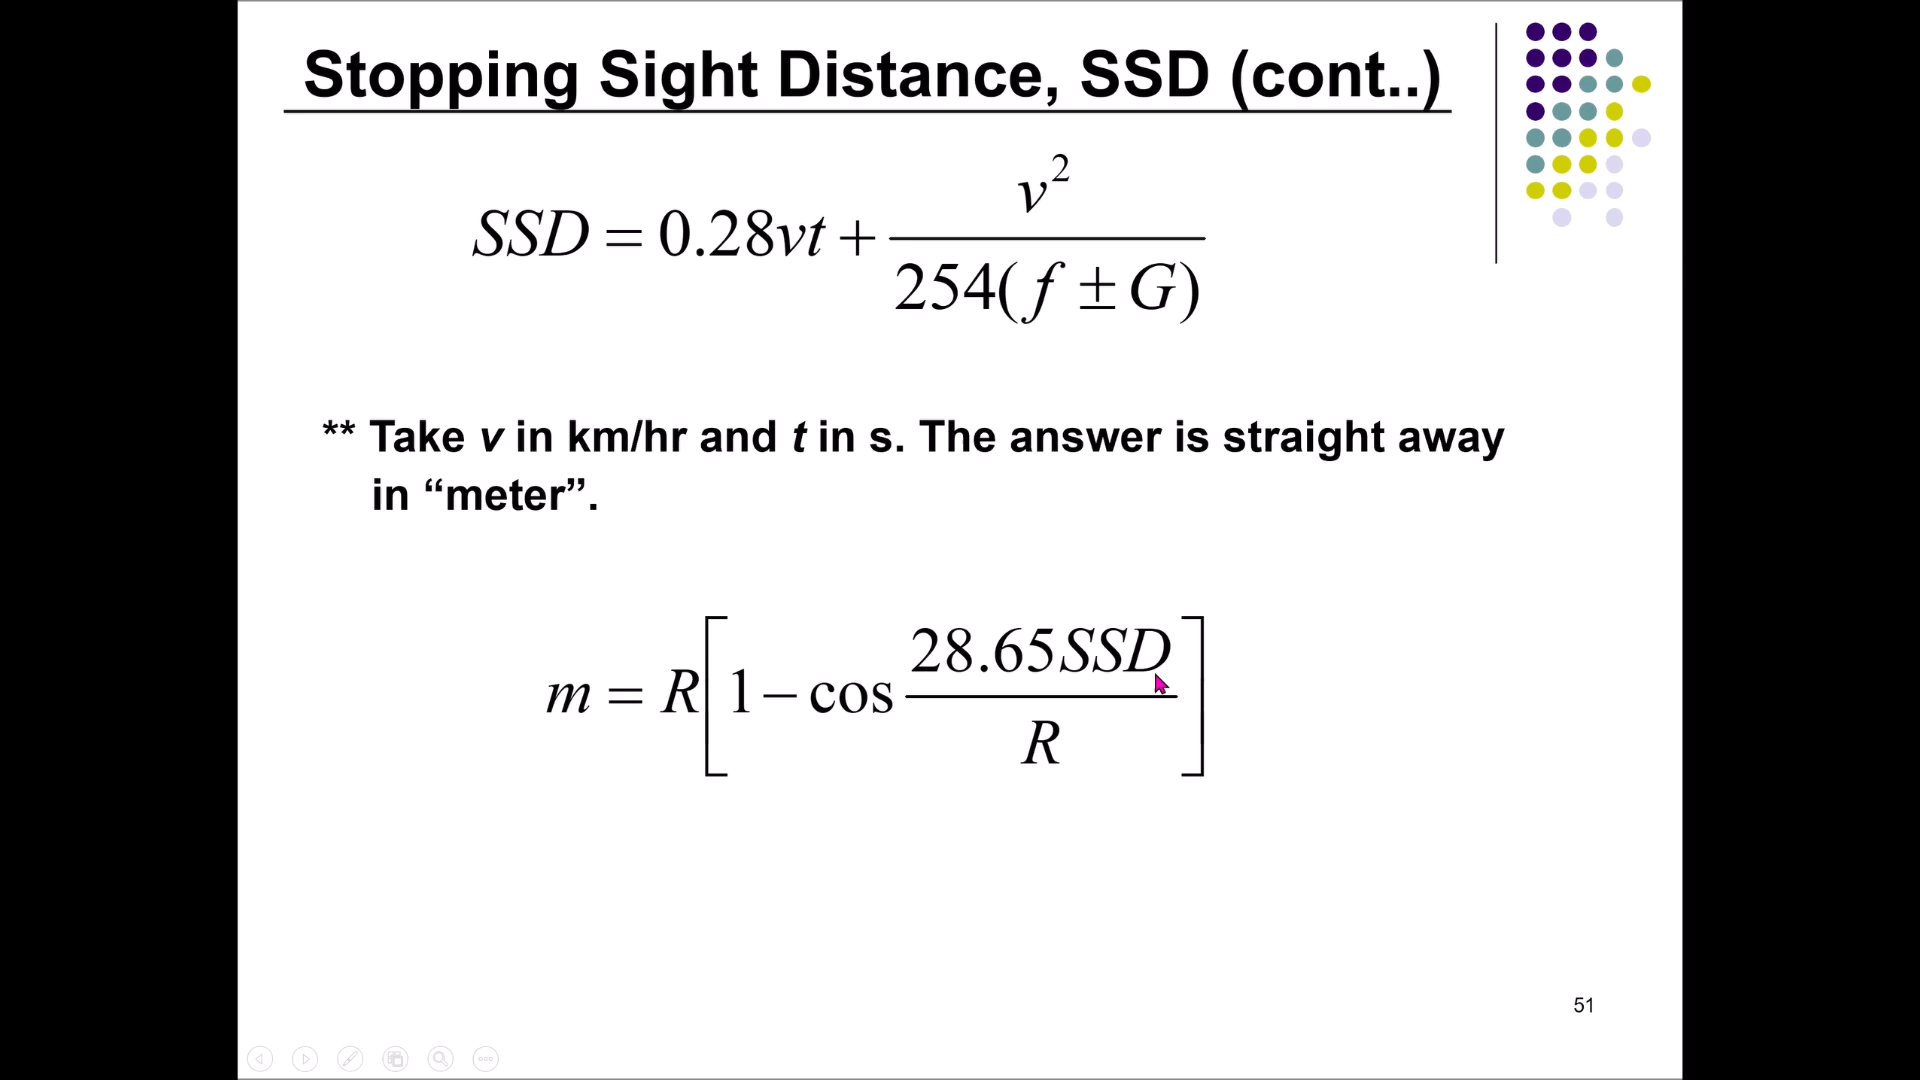 Stopping Sight Distance, SSD (cont..)
SSD = 0.28vt + v² / 254(f ± G)
** Take v in km/hr and t in s. The answer is straight away
in “meter”.
m = R[1 − cos 28.65SSD / R]
51